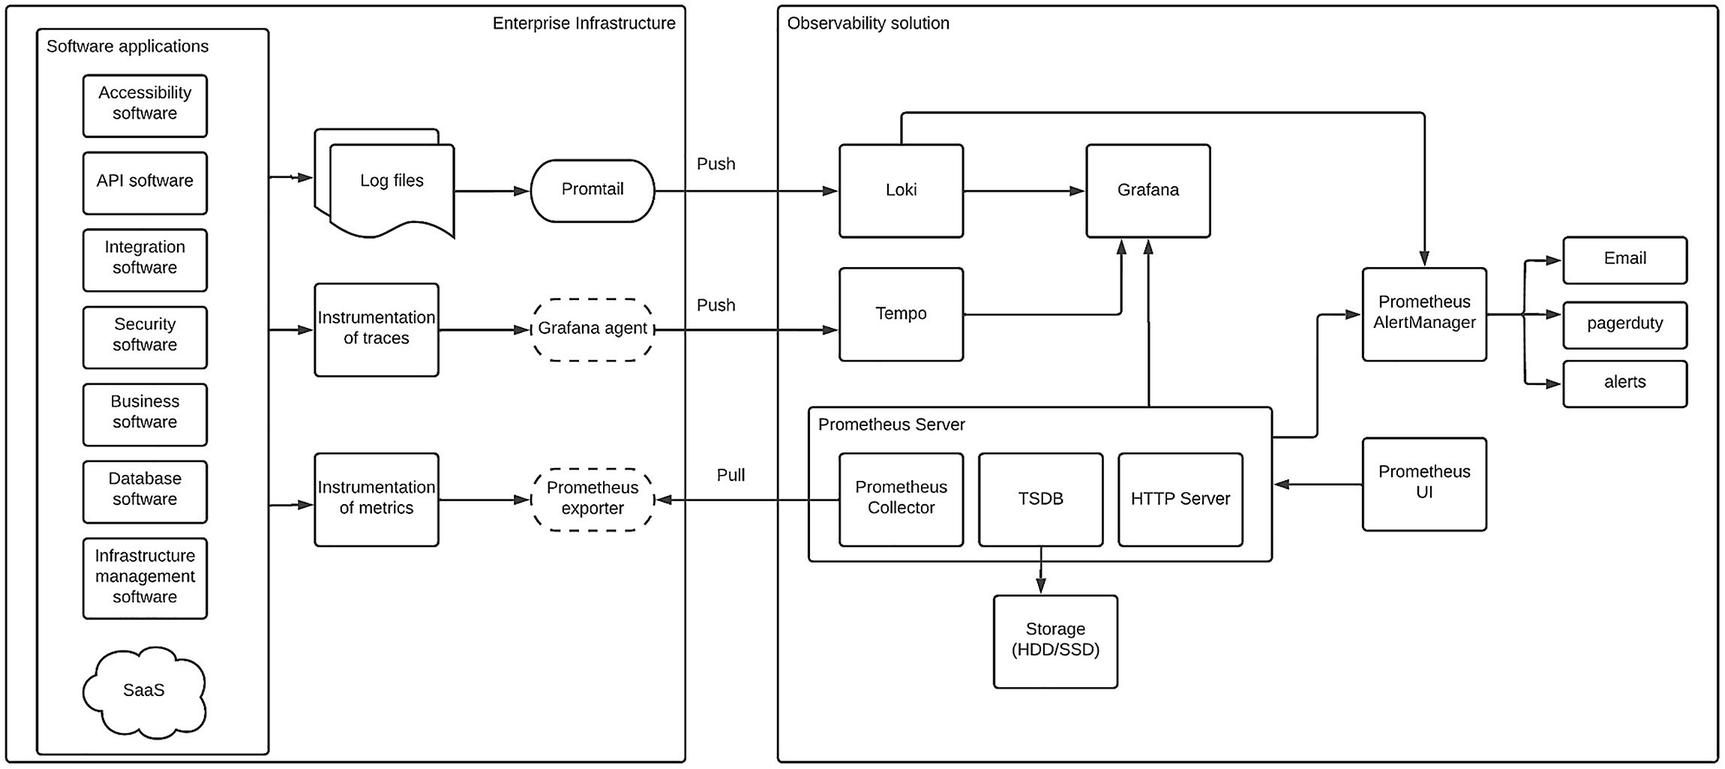 Enterprise Infrastructure
Software applications
Accessibility
software
API software
Integration
software
Security
software
Business
software
Database
software
Infrastructure
management
software
SaaS
Log files
Promtail
Instrumentation
of traces
Grafana agent
Instrumentation
of metrics
Prometheus
exporter
Push
Push
Pull
Observability solution
Loki
Grafana
Tempo
Prometheus
AlertManager
Email
pagerduty
alerts
Prometheus Server
Prometheus
Collector
TSDB
HTTP Server
Prometheus
UI
Storage
(HDD/SSD)